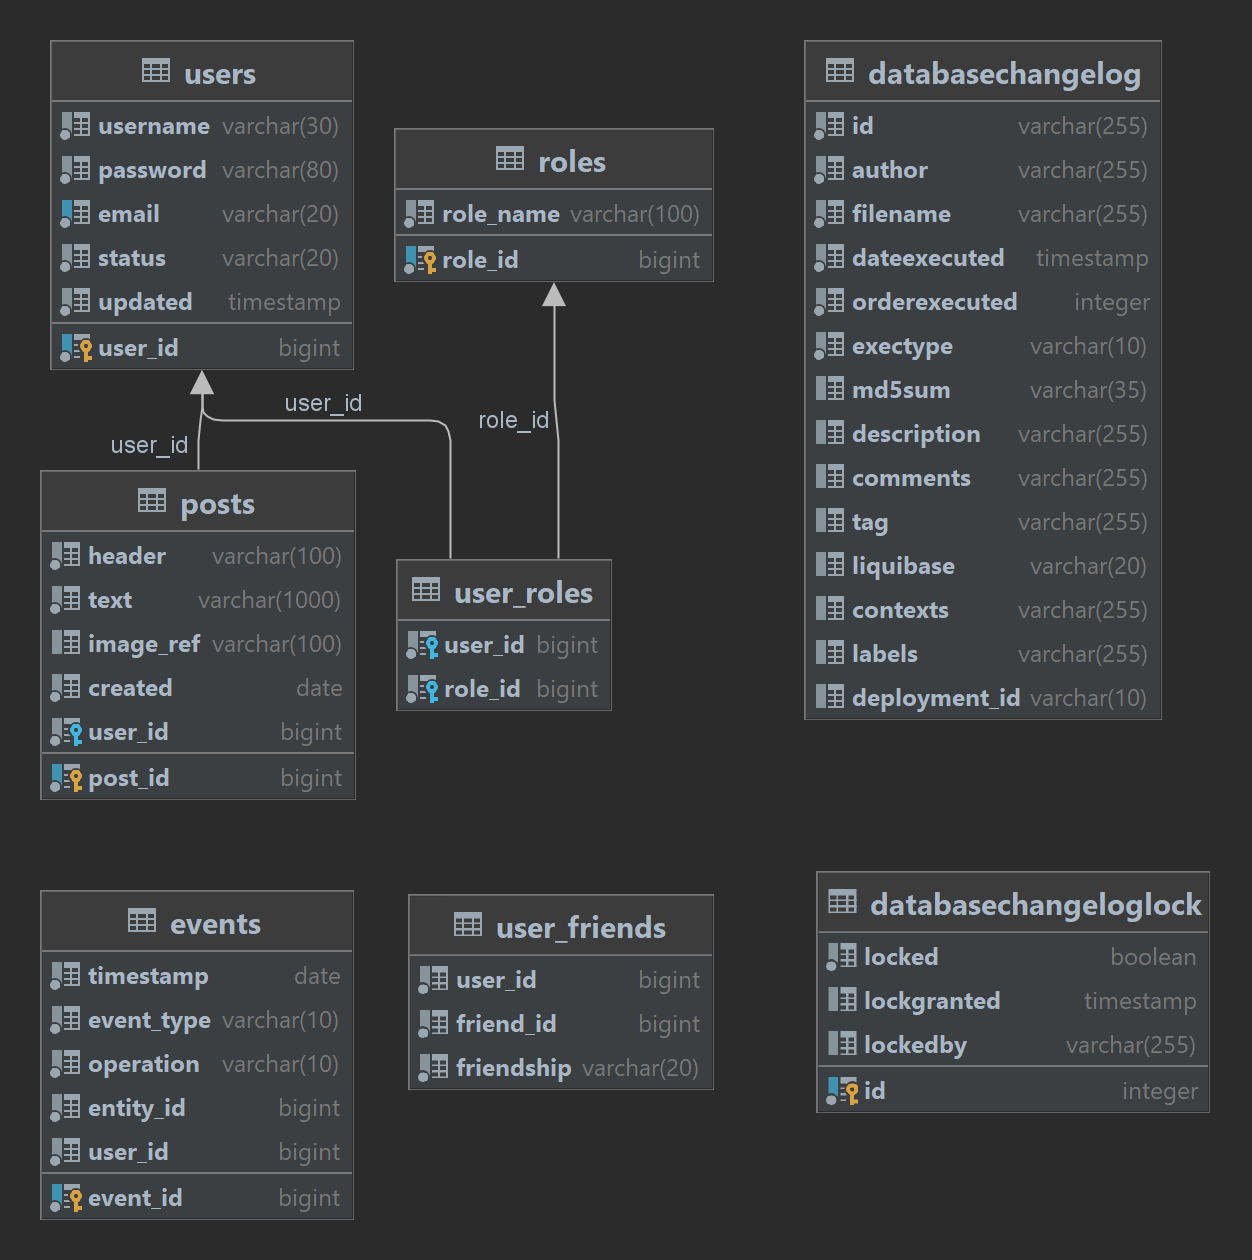 users
username varchar(30)
password varchar(80)
email varchar(20)
status varchar(20)
updated timestamp
user_id bigint
roles
role_name varchar(100)
role_id bigint
databasechangelog
id varchar(255)
author varchar(255)
filename varchar(255)
dateexecuted timestamp
orderexecuted integer
exectype varchar(10)
md5sum varchar(35)
description varchar(255)
comments varchar(255)
tag varchar(255)
liquibase varchar(20)
contexts varchar(255)
labels varchar(255)
deployment_id varchar(10)
user_id
user_id
role_id
posts
header varchar(100)
text varchar(1000)
image_ref varchar(100)
created date
user_id bigint
post_id bigint
user_roles
user_id bigint
role_id bigint
events
timestamp date
event_type varchar(10)
operation varchar(10)
entity_id bigint
user_id bigint
event_id bigint
user_friends
user_id bigint
friend_id bigint
friendship varchar(20)
databasechangeloglock
locked boolean
lockgranted timestamp
lockedby varchar(255)
id integer